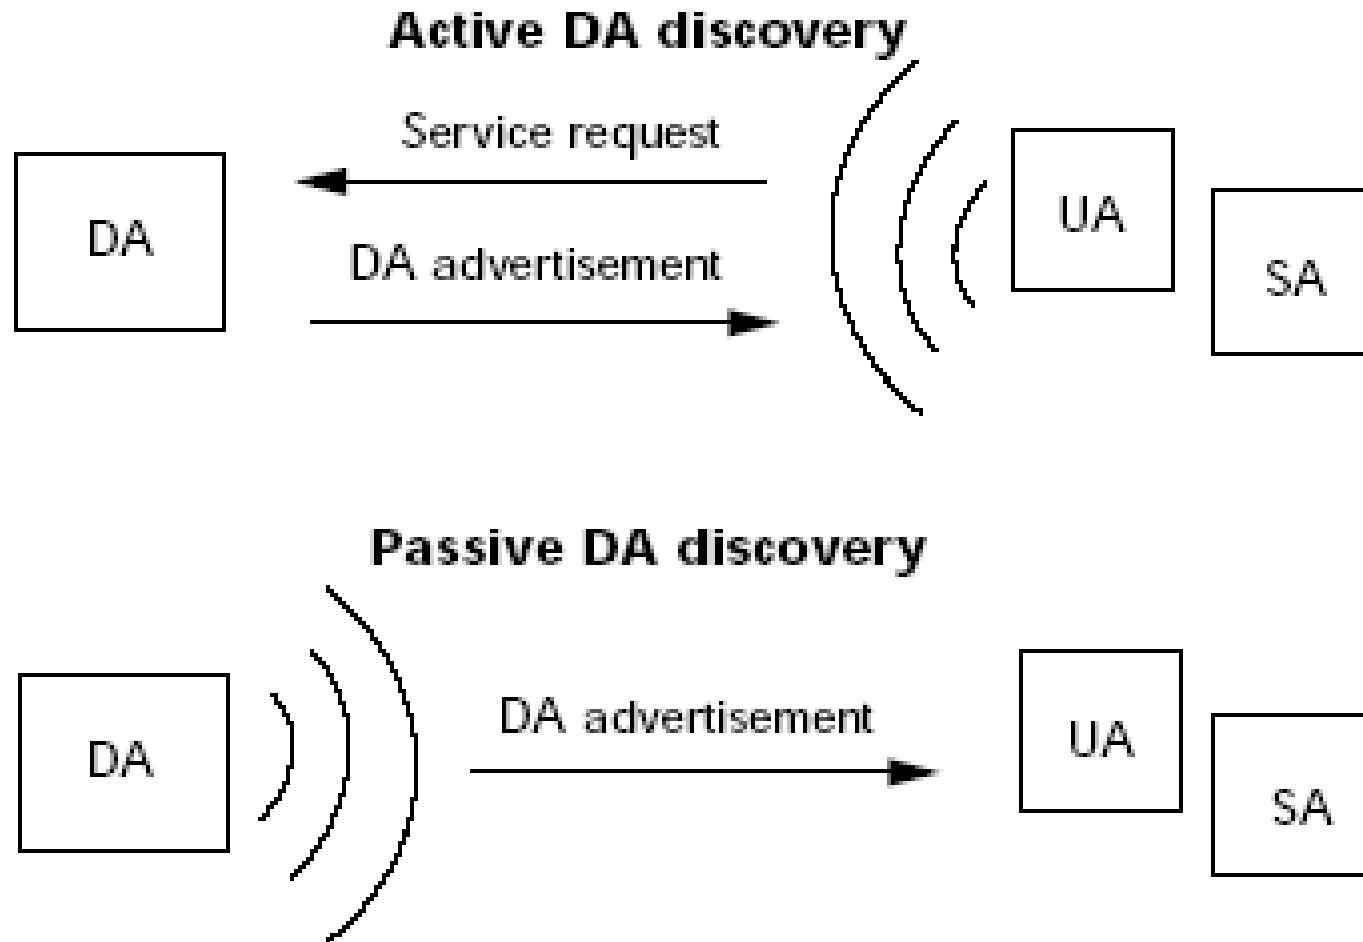 Active DA discovery
Service request
DA
UA
DA advertisement
SA
Passive DA discovery
DA advertisement
UA
DA
SA